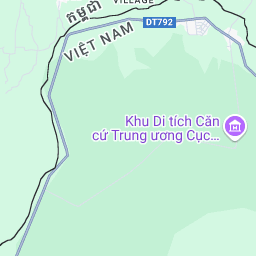 VILLAGE
កម្ពុជា
DT792
VIỆT NAM
Khu Di tích Căn
cứ Trung ương Cục...